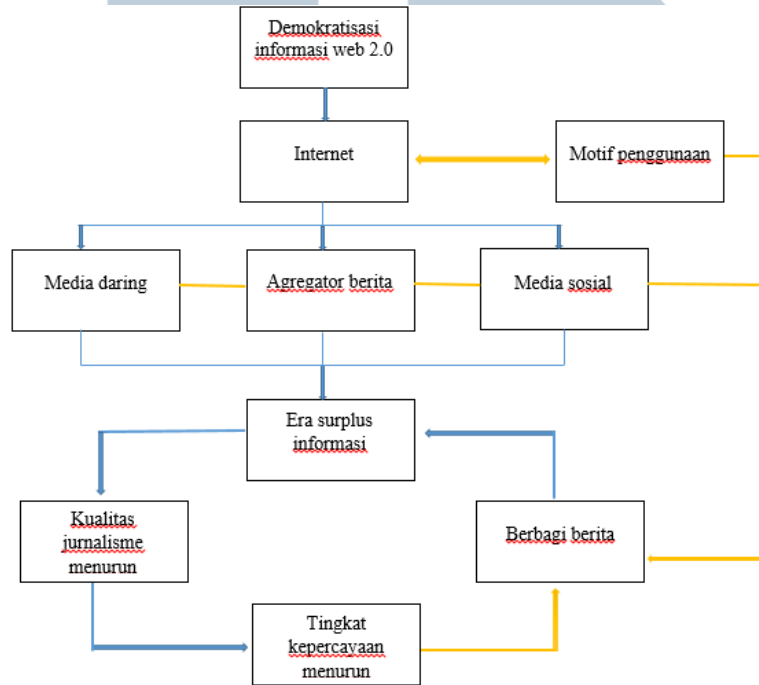 Demokratisasi
informasi web 2.0
Internet
Motif penggunaan
Media daring
Agregator berita
Media sosial
Era surplus
informasi
Kualitas
jurnalisme
menurun
Berbagi berita
Tingkat
kepercayaan
menurun